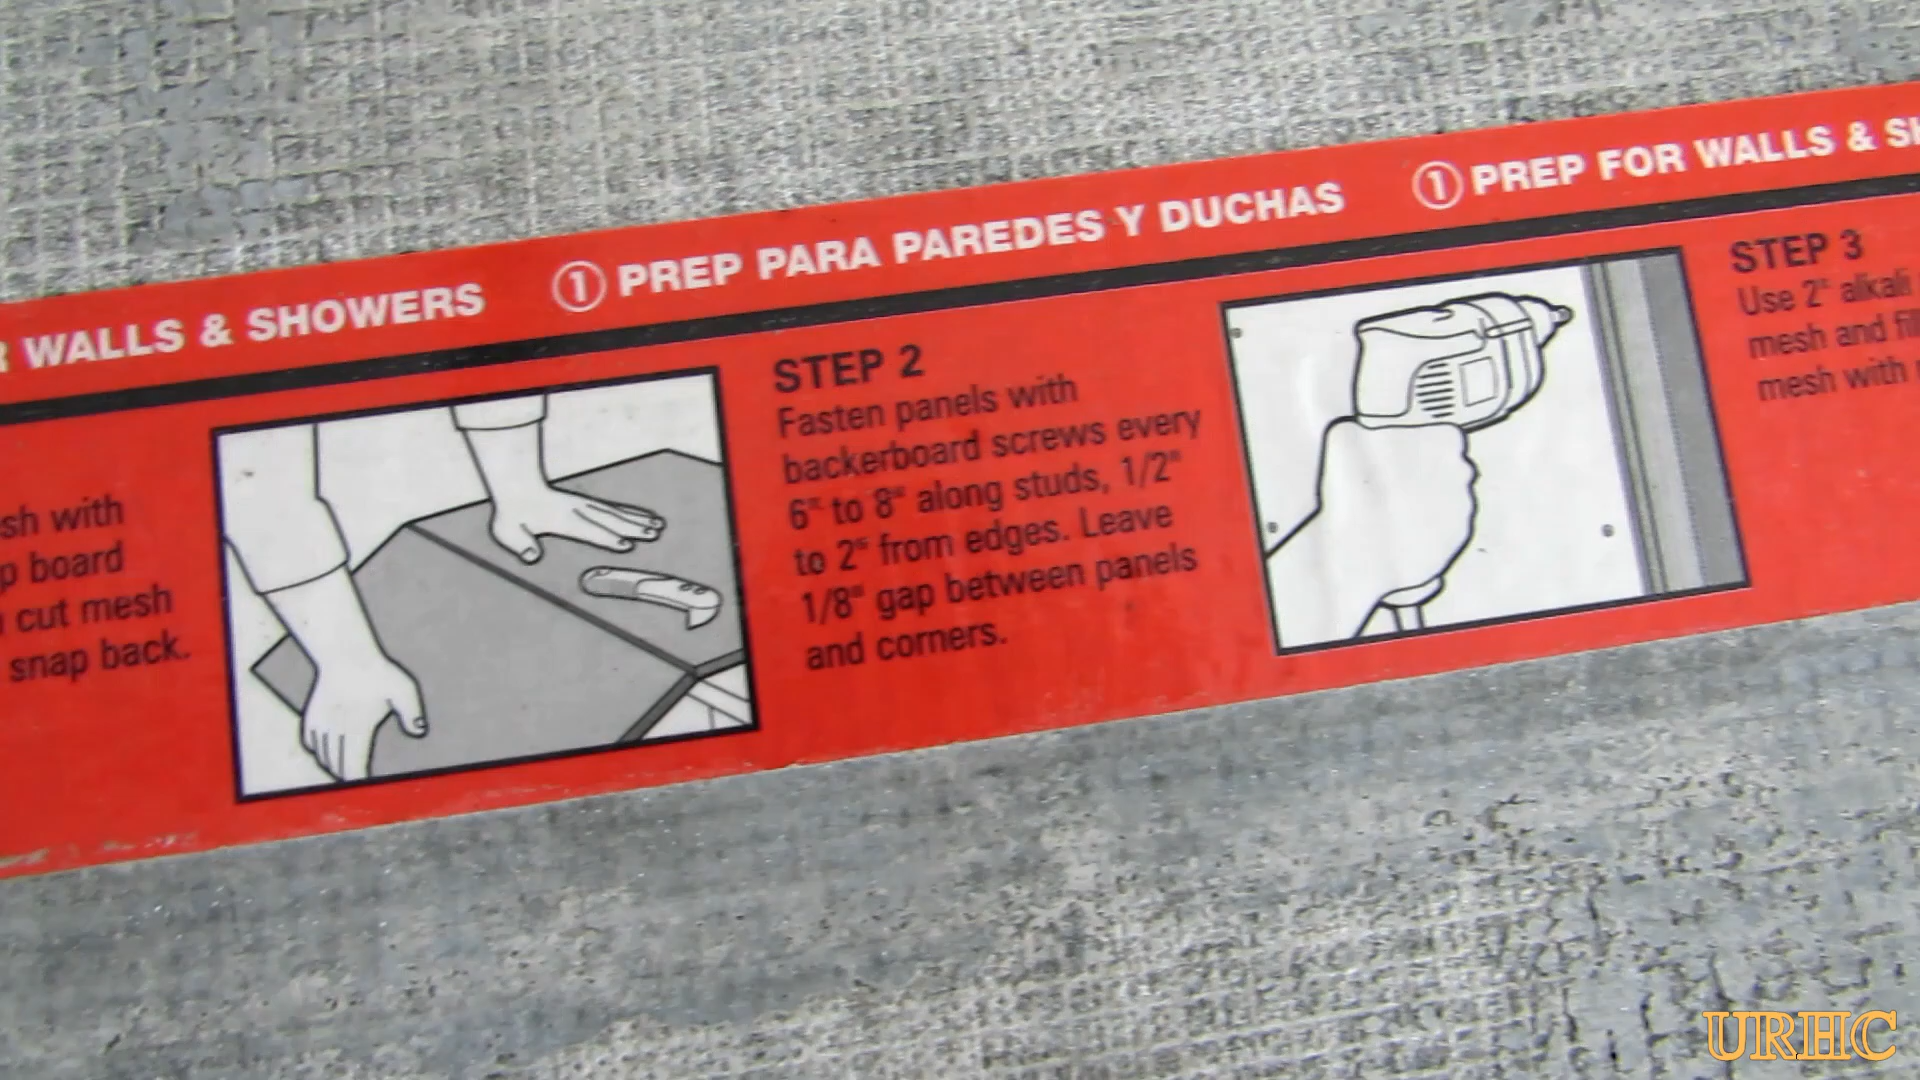 WALLS & SHOWERS
① PREP PARA PAREDES Y DUCHAS
① PREP FOR WALLS &
with
board
cut mesh
snap back.
STEP 2
Fasten panels with
backerboard screws every
6" to 8" along studs, 1/2"
to 2" from edges. Leave
1/8" gap between panels
and corners.
STEP 3
Use 2" alkali
mesh and
mesh with
URHC